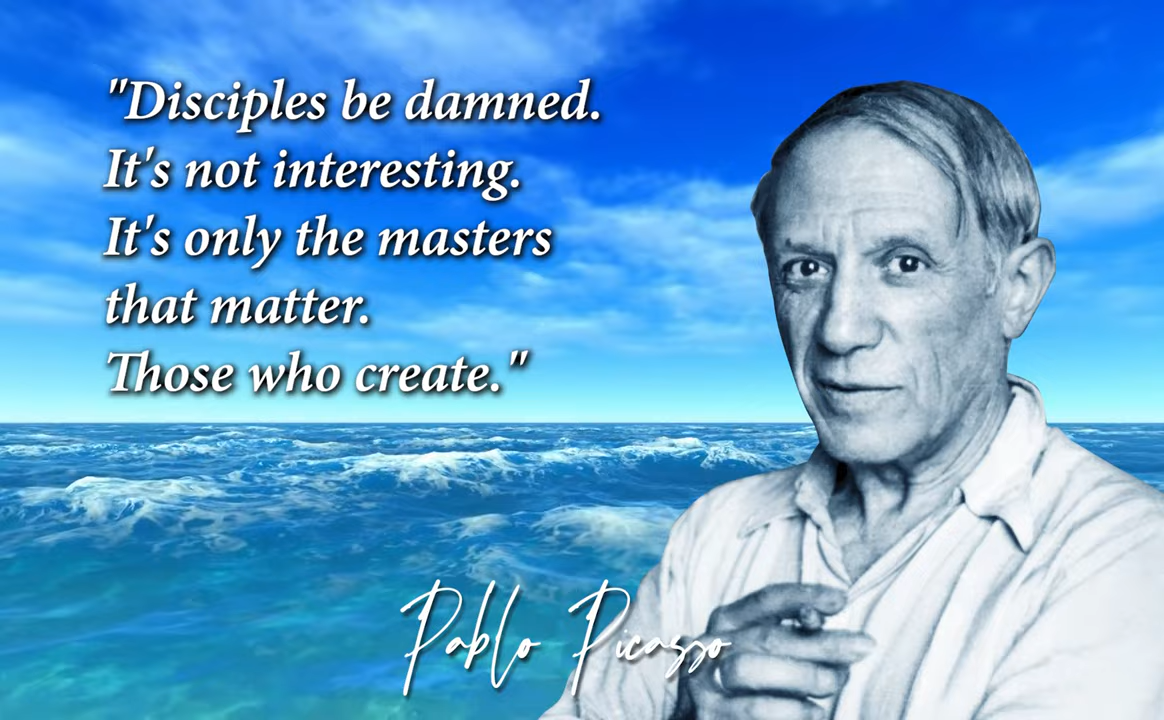 "Disciples be damned.
It's not interesting.
It's only the masters
that matter.
Those who create."
Pablo Picasso